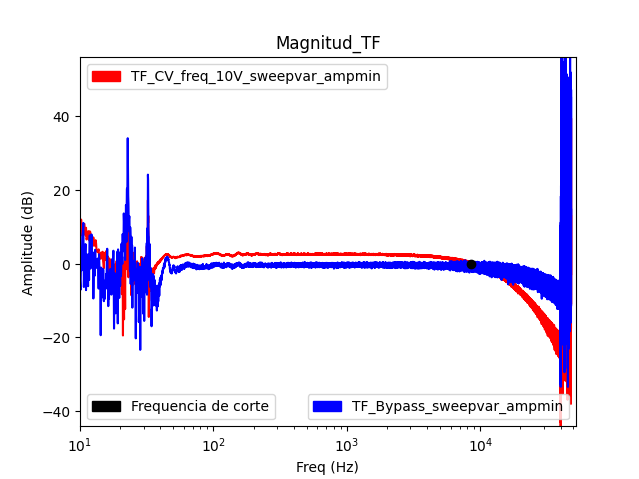 Magnitud_TF
TF_CV_freq_10V_sweepvar_ampmin
Amplitude (dB)
40
20
0
−20
−40
Frequencia de corte
TF_Bypass_sweepvar_ampmin
10¹ 10² 10³ 10⁴
Freq (Hz)